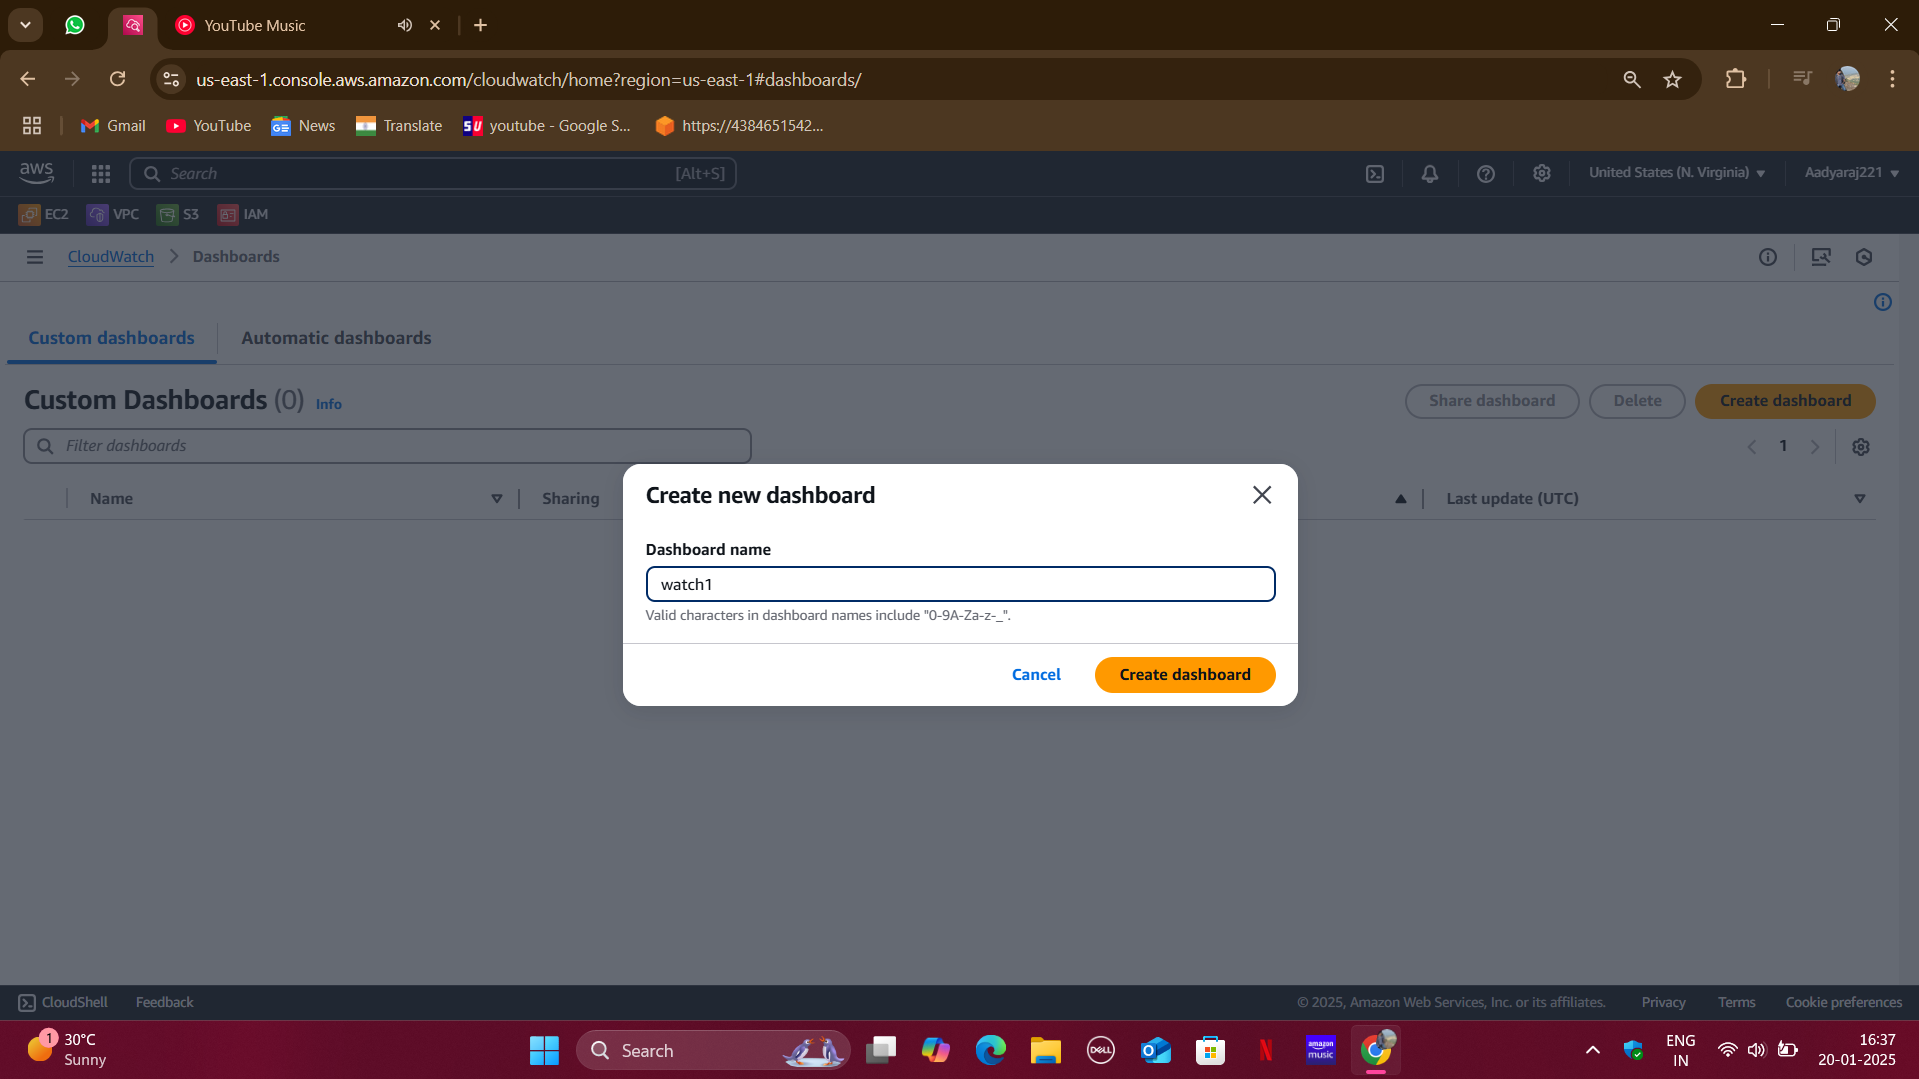 YouTube Music
us-east-1.console.aws.amazon.com/cloudwatch/home?region=us-east-1#dashboards/
Gmail YouTube News Translate SU youtube - Google S... https://4384651542...
aws Search [Alt+S] United States (N. Virginia) Aadyaraj221
EC2 VPC S3 IAM
CloudWatch Dashboards
Custom dashboards Automatic dashboards
Custom Dashboards (0) Info Share dashboard Delete Create dashboard
Filter dashboards 1
Name Sharing Last update (UTC)
Create new dashboard
Dashboard name
watch1
Valid characters in dashboard names include "0-9A-Za-z-_".
Cancel Create dashboard
CloudShell Feedback © 2025, Amazon Web Services, Inc. or its affiliates. Privacy Terms Cookie preferences
1 30°C
Sunny
Search
DELL
amazon
music
ENG
IN
16:37
20-01-2025